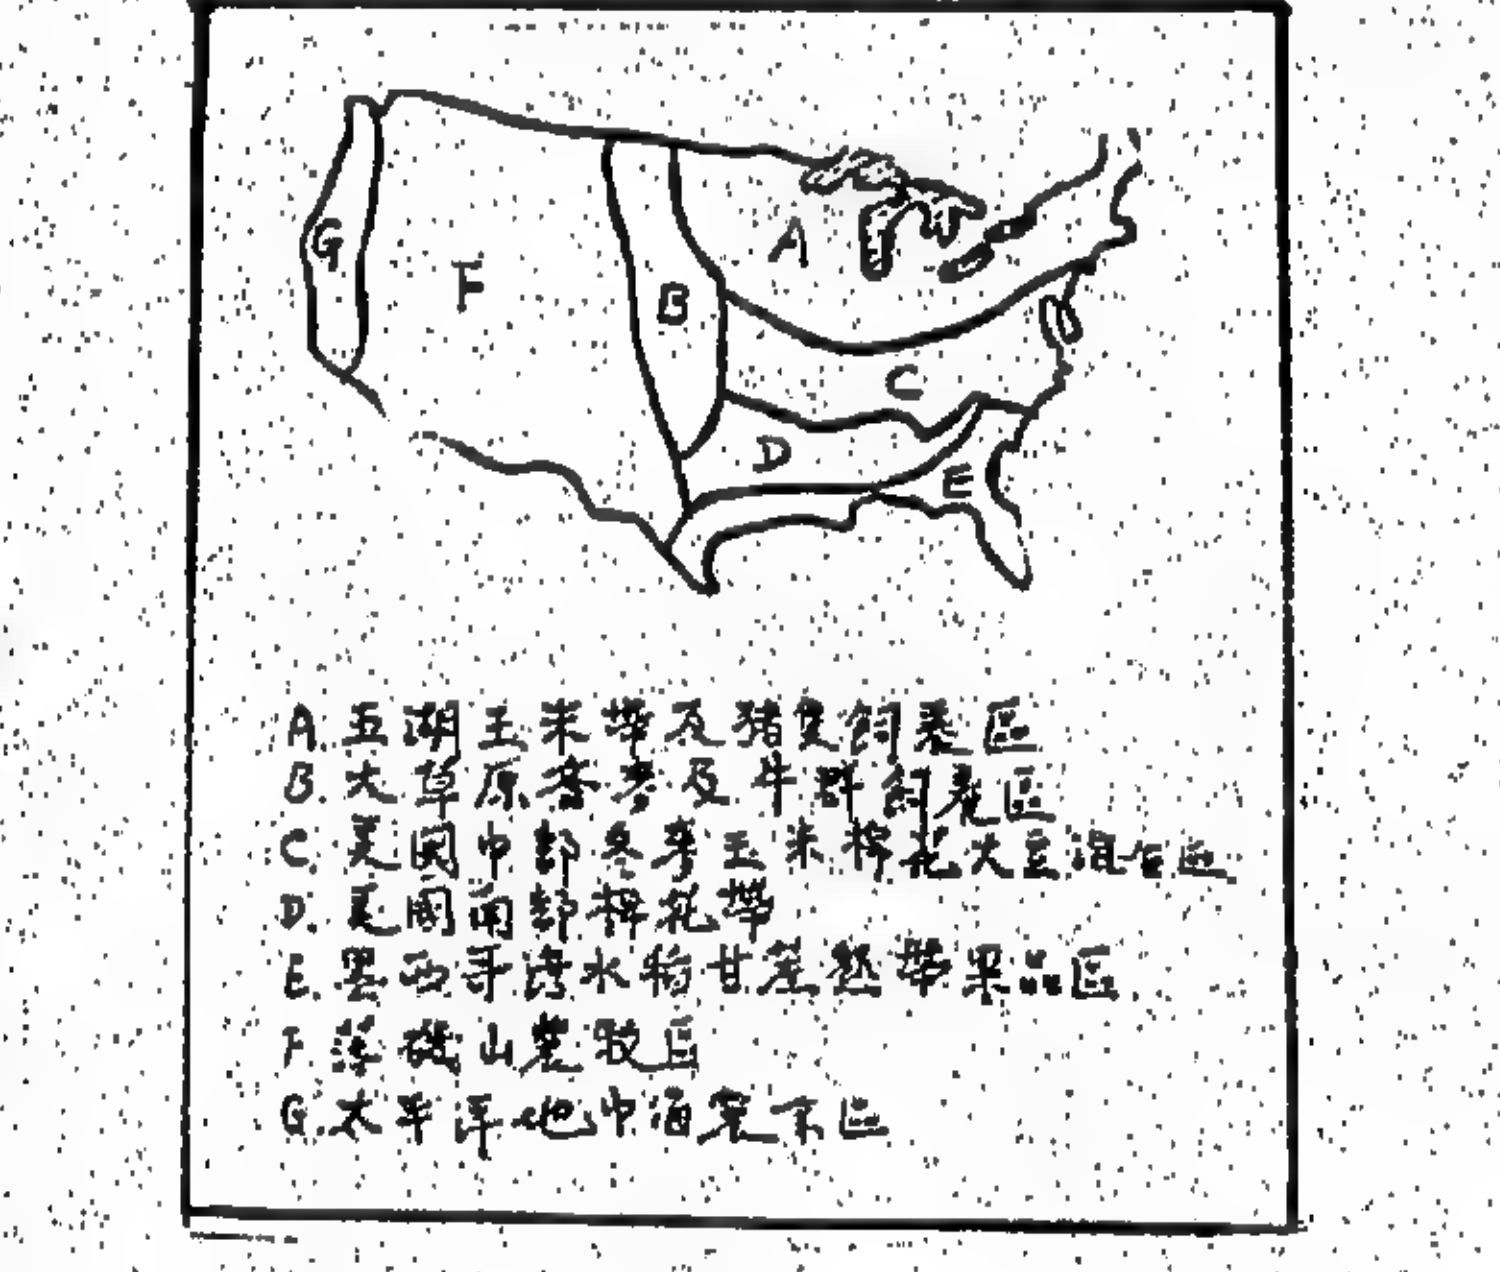 G
F
B
A
C
D
E
A. 五湖玉米帶及猪隻飼養區
B. 大草原春麥及牛群飼養區
C. 美國中部冬麥玉米棉花大豆混合區
D. 美國南部棉花帶
E. 墨西哥灣水稻甘蔗熱帶果品區
F. 落磯山農牧區
G. 太平洋地中海農業區